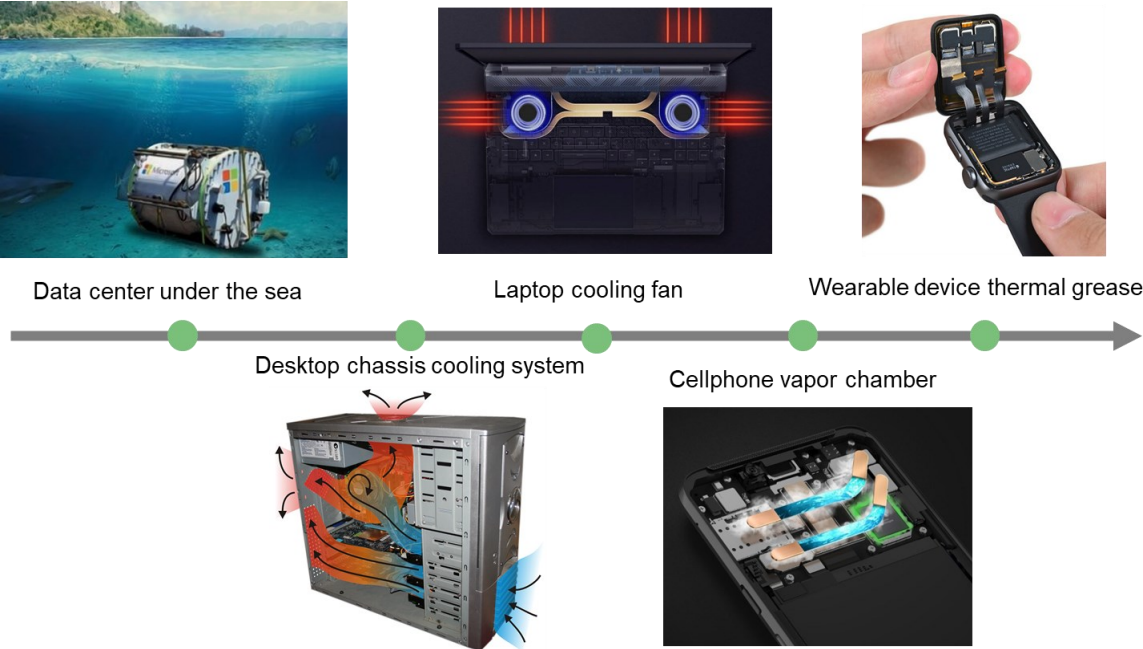 Microsoft
Data center under the sea
Laptop cooling fan
Wearable device thermal grease
Desktop chassis cooling system
Cellphone vapor chamber